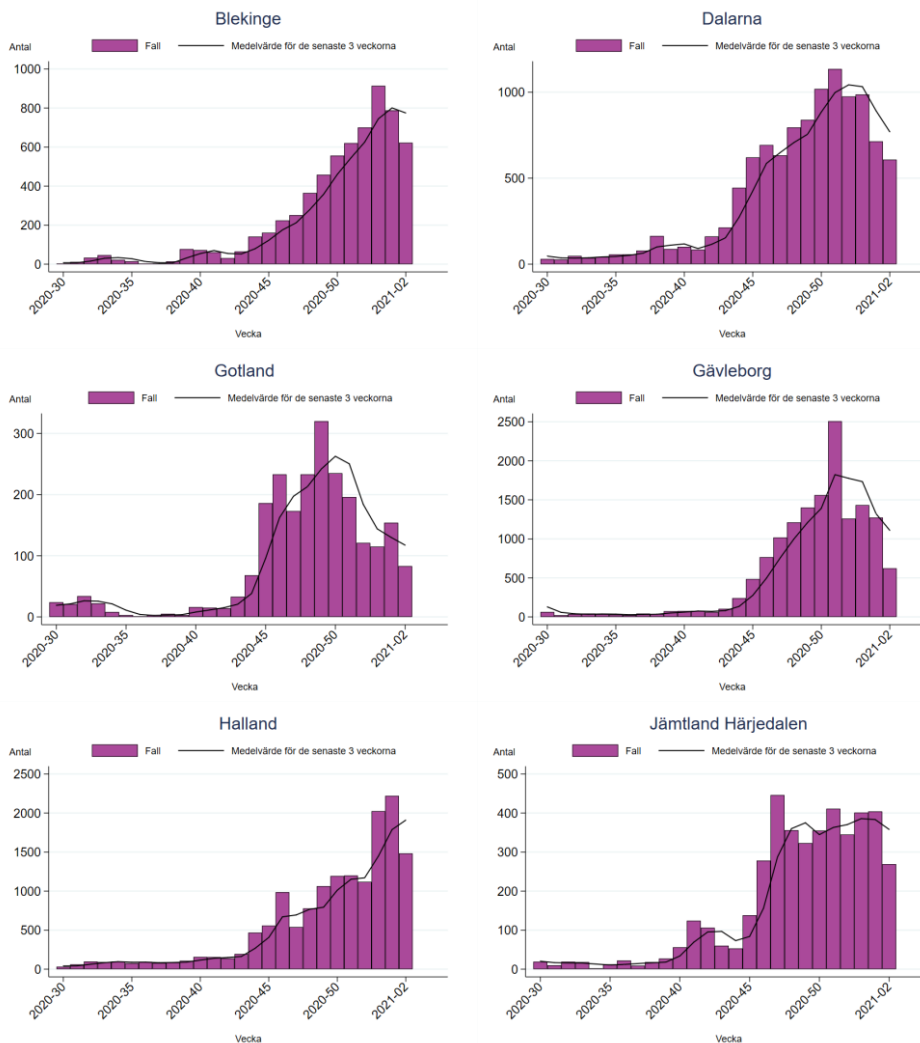 Blekinge
Antal
Fall
Medelvärde för de senaste 3 veckorna
1000
800
600
400
200
0
2020-30
2020-35
2020-40
2020-45
2020-50
2021-02
Vecka
Dalarna
Antal
Fall
Medelvärde för de senaste 3 veckorna
1000
500
0
2020-30
2020-35
2020-40
2020-45
2020-50
2021-02
Vecka
Gotland
Antal
Fall
Medelvärde för de senaste 3 veckorna
300
200
100
0
2020-30
2020-35
2020-40
2020-45
2020-50
2021-02
Vecka
Gävleborg
Antal
Fall
Medelvärde för de senaste 3 veckorna
2500
2000
1500
1000
500
0
2020-30
2020-35
2020-40
2020-45
2020-50
2021-02
Vecka
Halland
Antal
Fall
Medelvärde för de senaste 3 veckorna
2500
2000
1500
1000
500
0
2020-30
2020-35
2020-40
2020-45
2020-50
2021-02
Vecka
Jämtland Härjedalen
Antal
Fall
Medelvärde för de senaste 3 veckorna
500
400
300
200
100
0
2020-30
2020-35
2020-40
2020-45
2020-50
2021-02
Vecka